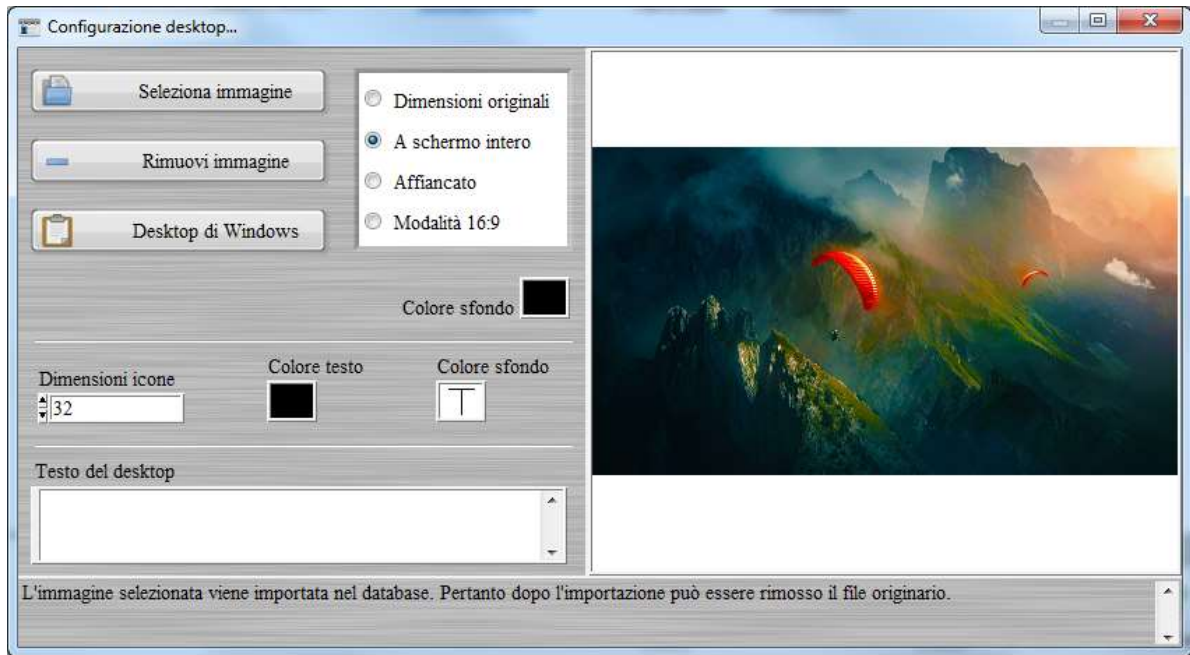 Configurazione desktop...
Seleziona immagine
Rimuovi immagine
Desktop di Windows
Dimensioni originali
A schermo intero
Affiancato
Modalità 16:9
Colore sfondo
Dimensioni icone
32
Colore testo
Colore sfondo
T
Testo del desktop
L'immagine selezionata viene importata nel database. Pertanto dopo l'importazione può essere rimosso il file originario.